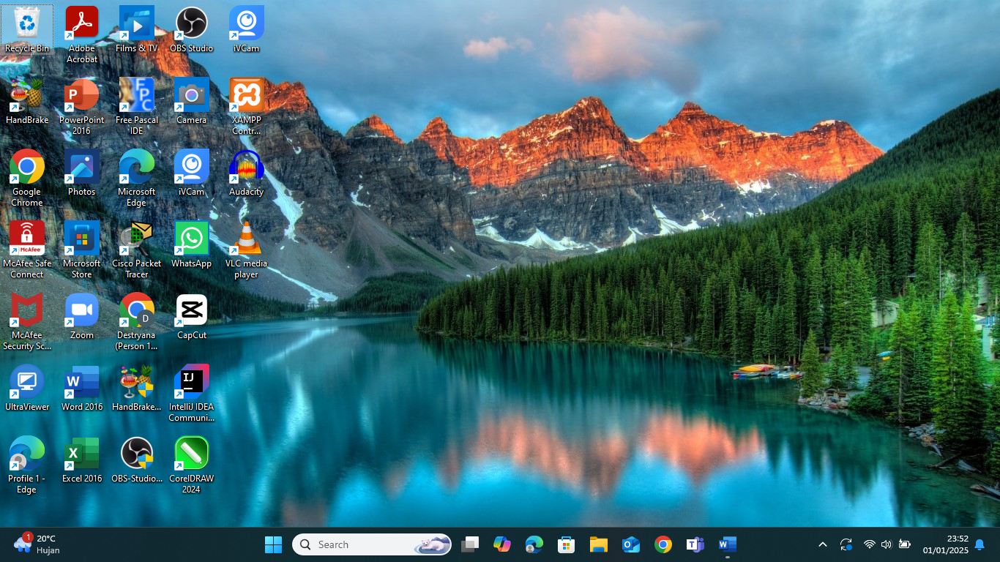 Recycle Bin
Adobe
Acrobat
Films & TV
OBS Studio
iVCam
HandBrake
PowerPoint
2016
Free Pascal
IDE
Camera
XAMPP
Contr...
Google
Chrome
Photos
Microsoft
Edge
iVCam
Audacity
McAfee
McAfee Safe
Connect
Microsoft
Store
Cisco Packet
Tracer
WhatsApp
VLC media
player
McAfee
Security Sc...
Zoom
D
Destryana
(Person 1...
CapCut
UltraViewer
Word 2016
HandBrake...
IntelliJ IDEA
Communi...
Profile 1 -
Edge
Excel 2016
OBS-Studio...
CorelDRAW
2024
P
FPC
W
IJ
X
1
20°C
Hujan
Search
T
W
23:52
01/01/2025